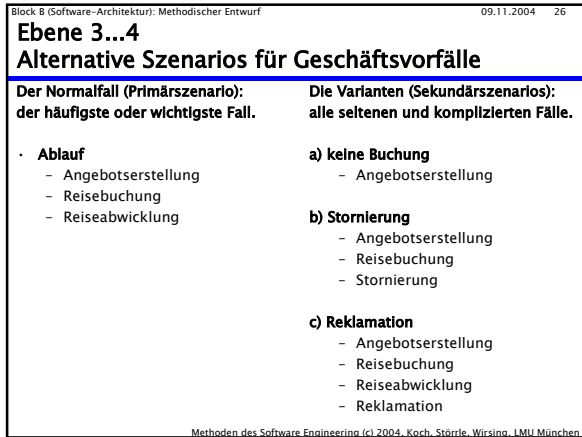 Block B (Software-Architektur): Methodischer Entwurf 09.11.2004 26
Ebene 3...4
Alternative Szenarios für Geschäftsvorfälle
Der Normalfall (Primärszenario):
der häufigste oder wichtigste Fall.
· Ablauf
– Angebotserstellung
– Reisebuchung
– Reiseabwicklung
Die Varianten (Sekundärszenarios):
alle seltenen und komplizierten Fälle.
a) keine Buchung
– Angebotserstellung
b) Stornierung
– Angebotserstellung
– Reisebuchung
– Stornierung
c) Reklamation
– Angebotserstellung
– Reisebuchung
– Reiseabwicklung
– Reklamation
Methoden des Software Engineering (c) 2004, Koch, Störrle, Wirsing, LMU München